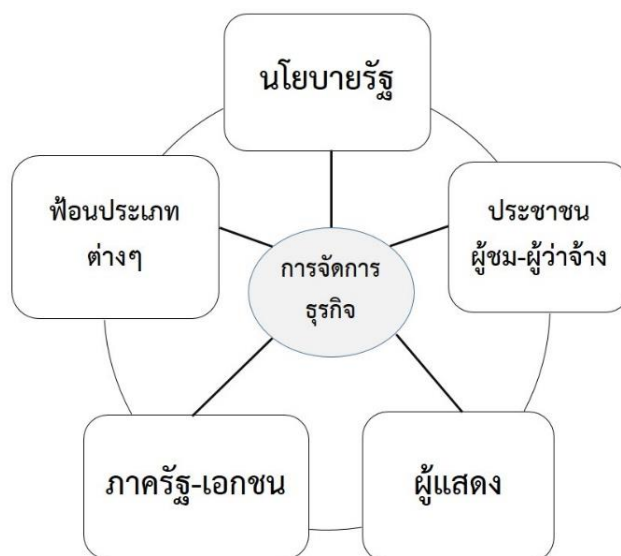 นโยบายรัฐ
ฟ้อนประเภท
ต่างๆ
ประชาชน
ผู้ชม-ผู้ว่าจ้าง
การจัดการ
ธุรกิจ
ภาครัฐ-เอกชน
ผู้แสดง